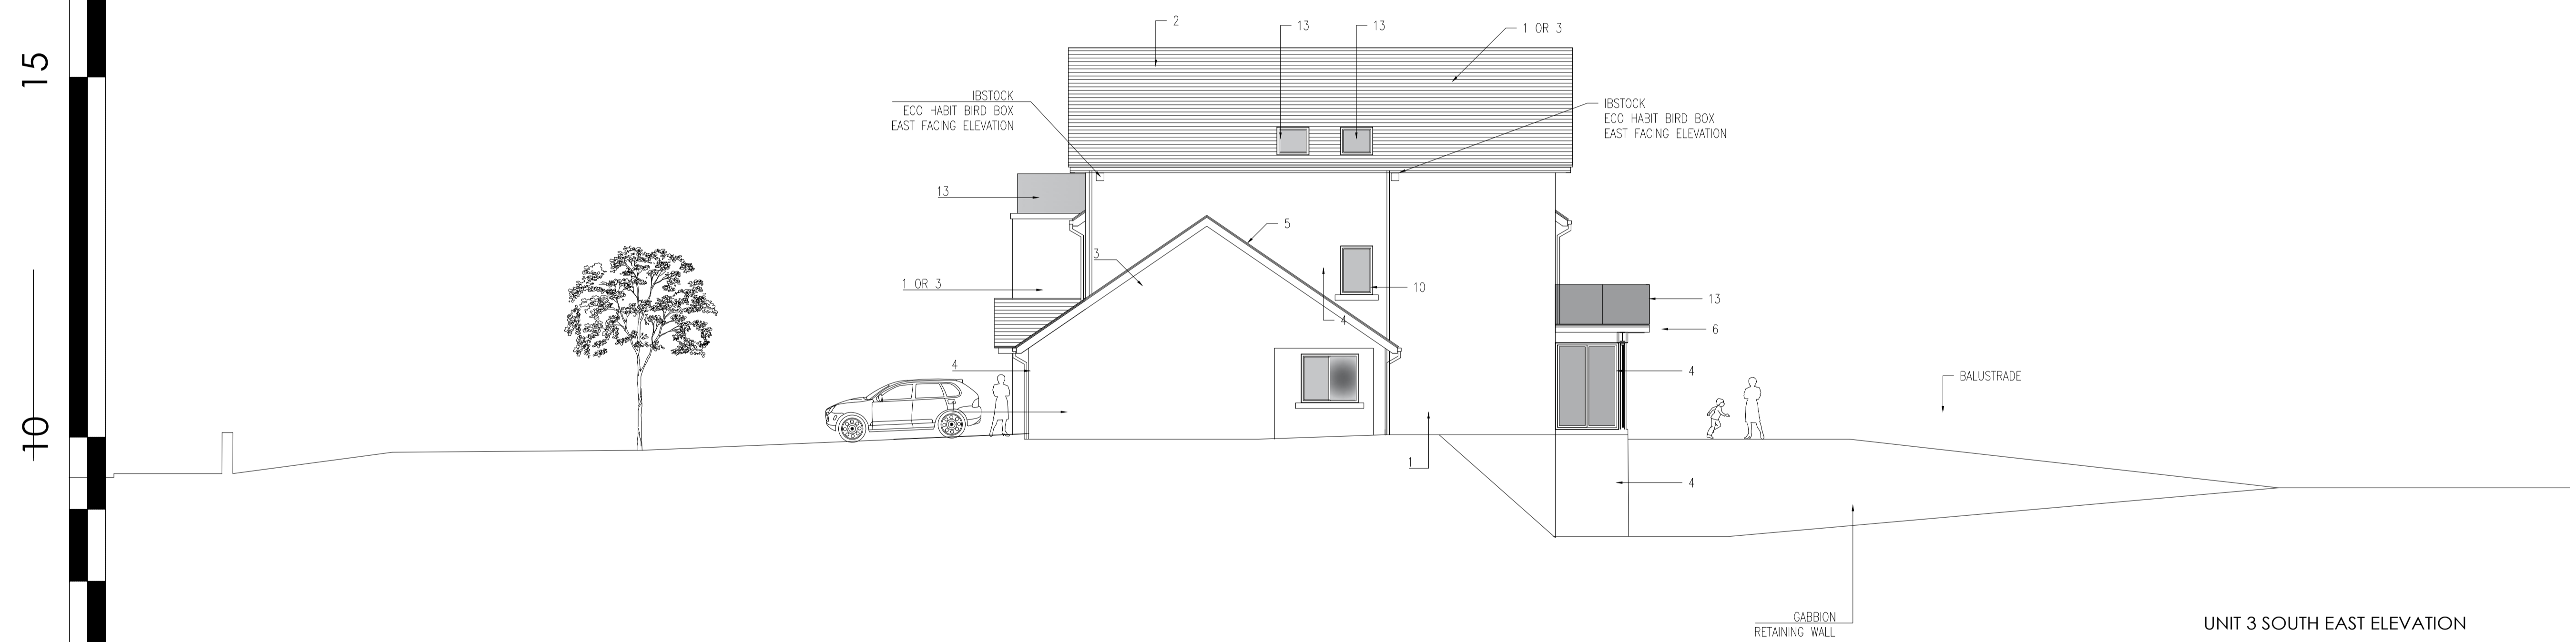 15
10
2
13
13
1 OR 3
IBSTOCK
ECO HABIT BIRD BOX
EAST FACING ELEVATION
IBSTOCK
ECO HABIT BIRD BOX
EAST FACING ELEVATION
13
5
3
1 OR 3
10
13
4
6
4
4
BALUSTRADE
1
4
GABBION
RETAINING WALL
UNIT 3 SOUTH EAST ELEVATION